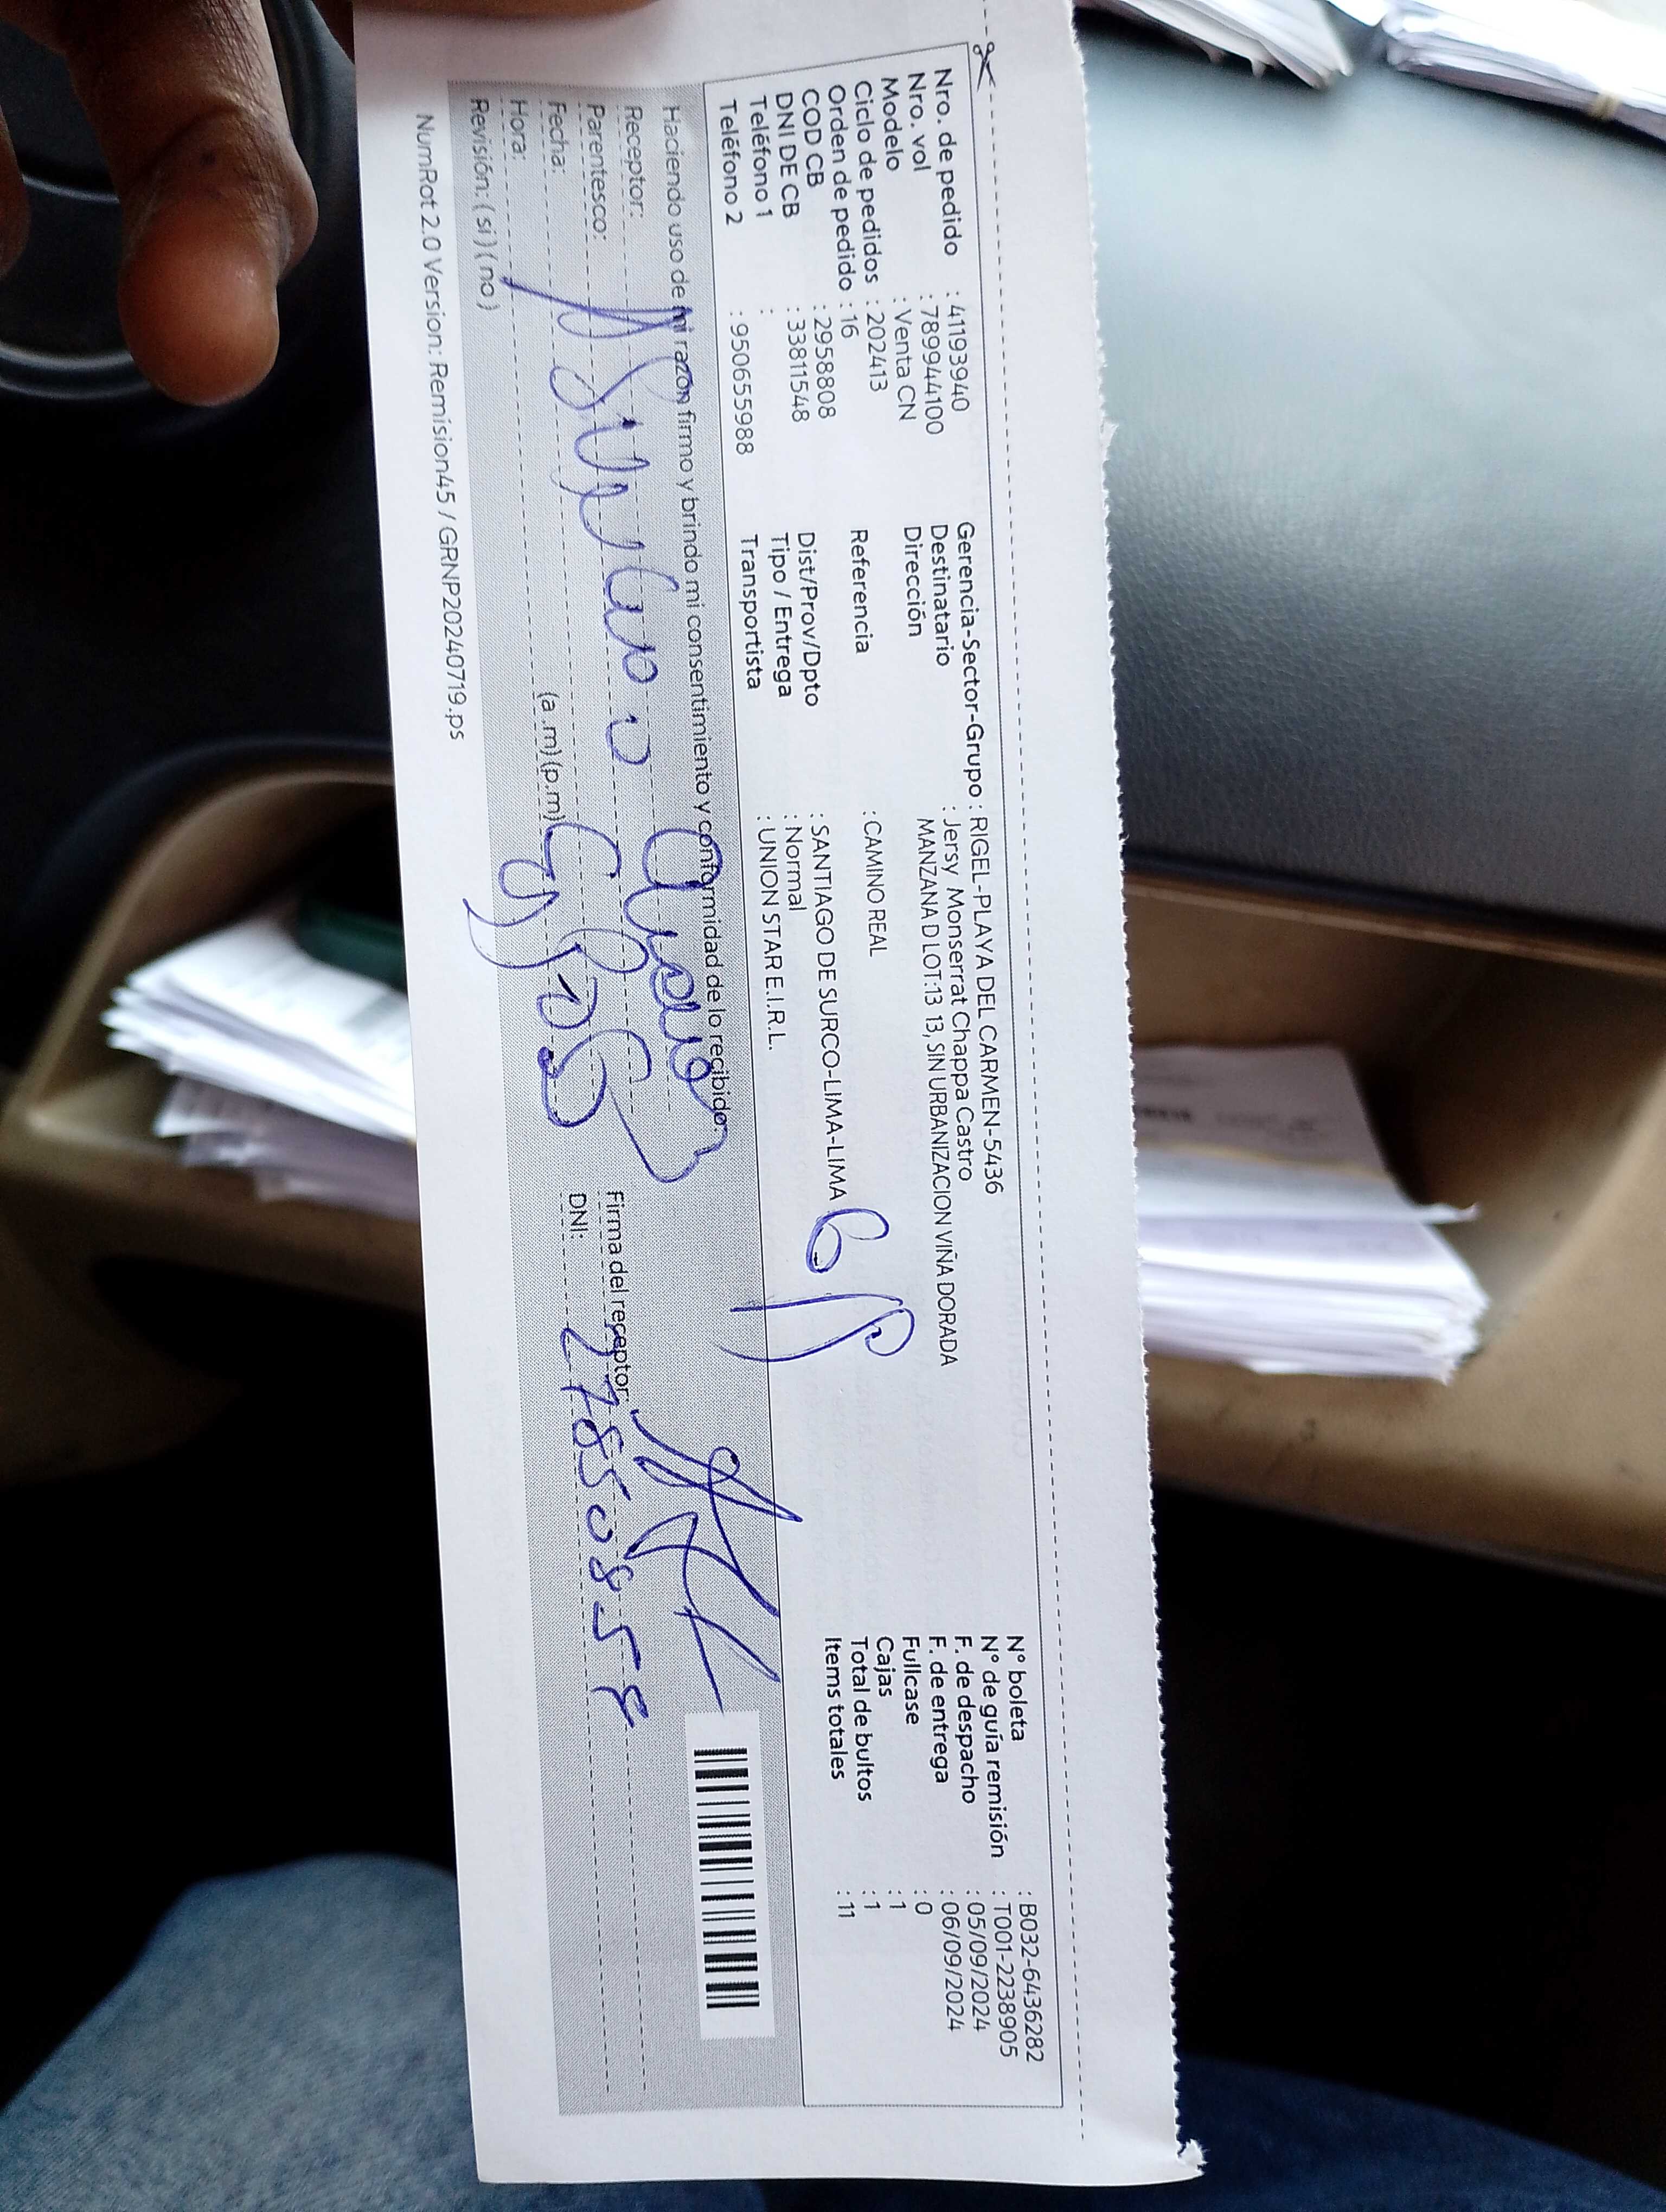 Nro. de pedido : 41193940
Nro. vol : 7899944100
Modelo : Venta CN
Ciclo de pedidos : 202413
Orden de pedido : 16
COD CB : 29588808
DNI DE CB : 33811548
Teléfono 1 :
Teléfono 2 : 950655988
Gerencia-Sector-Grupo : RIGEL-PLAYA DEL CARMEN-5436
Destinatario : Jersy Monserrat Chappa Castro
Dirección MANZANA D LOT:13 13, SIN URBANIZACION VIÑA DORADA
Referencia : CAMINO REAL
Dist/Prov/Dpto : SANTIAGO DE SURCO-LIMA-LIMA
Tipo / Entrega : Normal
Transportista : UNION STAR E.I.R.L.
N° boleta : B032-6436282
N° de guía remisión : T001-2238905
F. de despacho : 05/09/2024
F. de entrega : 06/09/2024
Fullcase : 0
Cajas : 1
Total de bultos : 1
Items totales : 11
Haciendo uso de mi razón firmo y brindo mi consentimiento y conformidad de lo recibido:
Receptor:
Parentesco:
Fecha:
Hora: (a.m) (p.m)
Revisión: ( si ) ( no )
Firma del receptor:
DNI:
NumRot 2.0 Version: Remision45 / GRNP20240719.ps